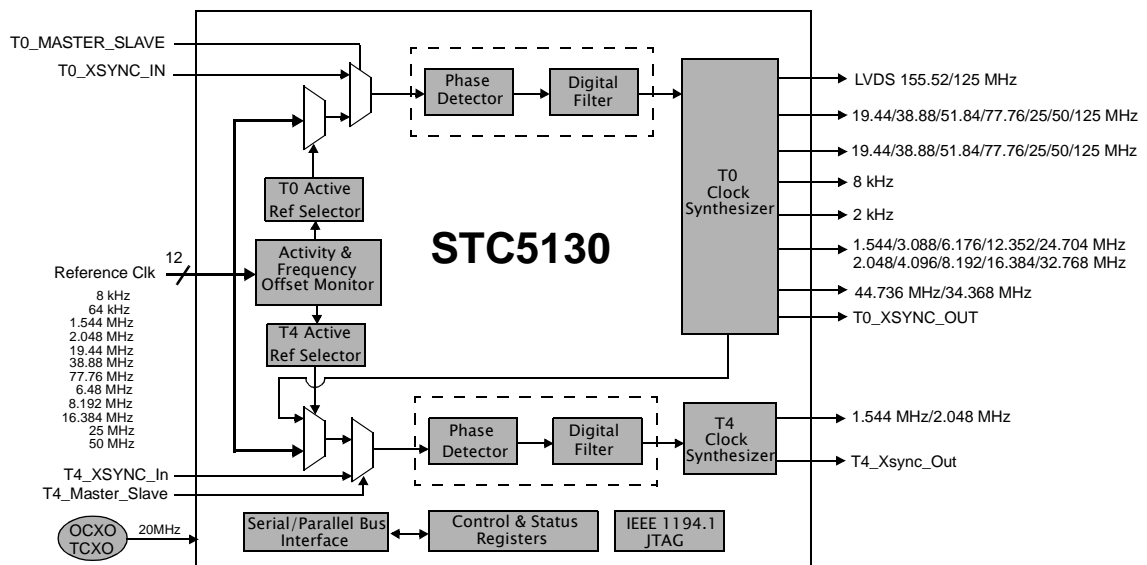 T0_MASTER_SLAVE
T0_XSYNC_IN
Phase
Detector
Digital
Filter
T0
Clock
Synthesizer
LVDS 155.52/125 MHz
19.44/38.88/51.84/77.76/25/50/125 MHz
19.44/38.88/51.84/77.76/25/50/125 MHz
8 kHz
2 kHz
1.544/3.088/6.176/12.352/24.704 MHz
2.048/4.096/8.192/16.384/32.768 MHz
44.736 MHz/34.368 MHz
T0_XSYNC_OUT
T0 Active
Ref Selector
STC5130
Activity &
Frequency
Offset Monitor
12
Reference Clk
8 kHz
64 kHz
1.544 MHz
2.048 MHz
19.44 MHz
38.88 MHz
77.76 MHz
6.48 MHz
8.192 MHz
16.384 MHz
25 MHz
50 MHz
T4 Active
Ref Selector
Phase
Detector
Digital
Filter
T4
Clock
Synthesizer
1.544 MHz/2.048 MHz
T4_Xsync_Out
T4_XSYNC_In
T4_Master_Slave
OCXO
TCXO
20MHz
Serial/Parallel Bus
Interface
Control & Status
Registers
IEEE 1194.1
JTAG